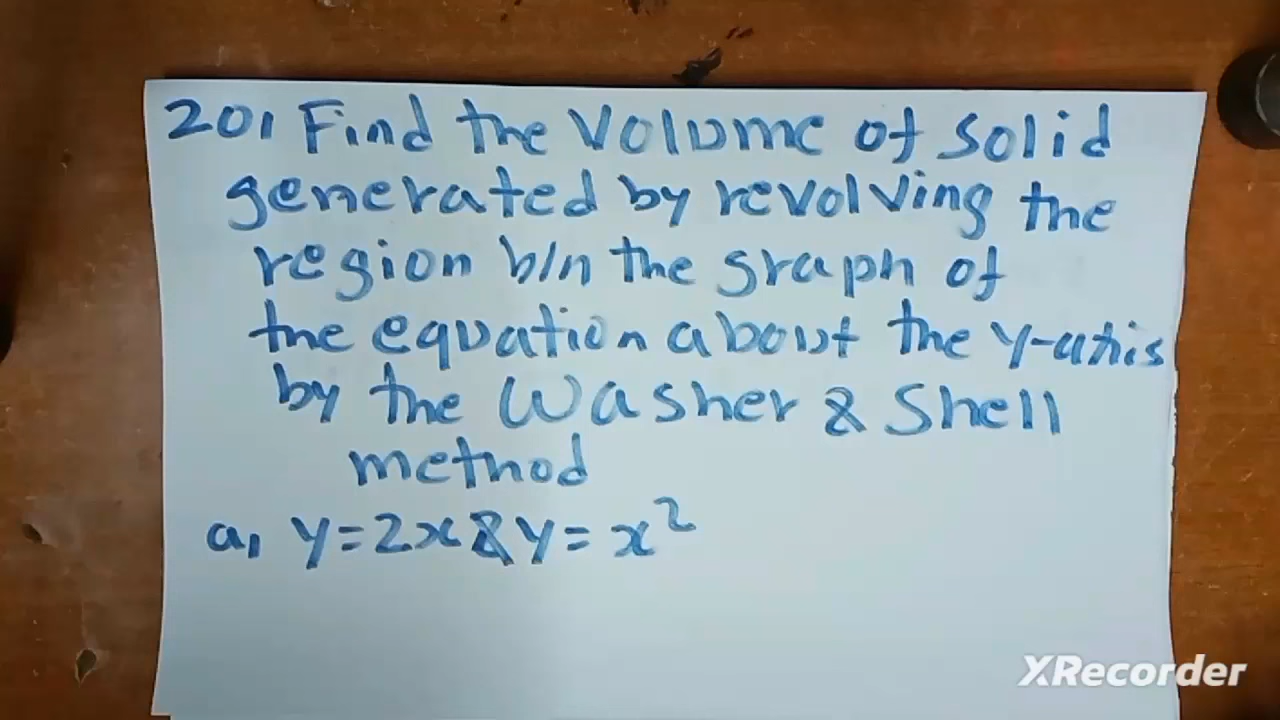 20, Find the Volume of solid
generated by revolving the
region b/n the graph of
the equation about the y-axis
by the Washer & Shell
method
a, y=2x & y=x²
XRecorder